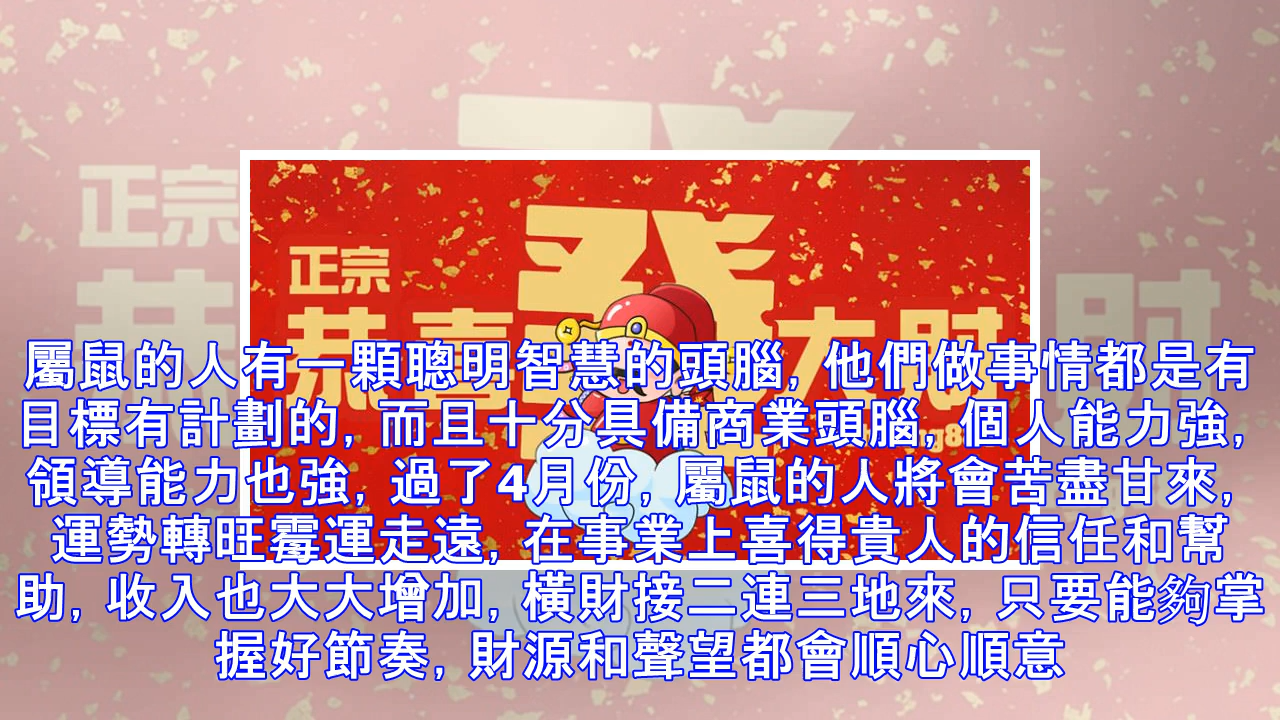 正宗
恭喜發大財
屬鼠的人有一顆聰明智慧的頭腦, 他們做事情都是有
目標有計劃的, 而且十分具備商業頭腦, 個人能力強,
領導能力也強, 過了4月份, 屬鼠的人將會苦盡甘來,
運勢轉旺霉運走遠, 在事業上喜得貴人的信任和幫
助, 收入也大大增加, 橫財接二連三地來, 只要能夠掌
握好節奏, 財源和聲望都會順心順意